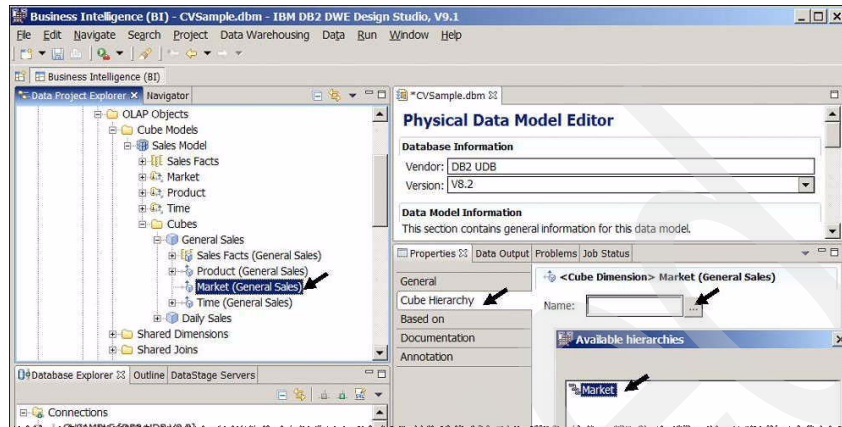 Business Intelligence (BI) - CVSample.dbm - IBM DB2 DWE Design Studio, V9.1
File Edit Navigate Search Project Data Warehousing Data Run Window Help
Business Intelligence (BI)
Data Project Explorer Navigator
OLAP Objects
Cube Models
Sales Model
Sales Facts
Market
Product
Time
Cubes
General Sales
Sales Facts (General Sales)
Product (General Sales)
Market (General Sales)
Time (General Sales)
Daily Sales
Shared Dimensions
Shared Joins
Database Explorer Outline DataStage Servers
Connections
*CVSample.dbm
Physical Data Model Editor
Database Information
Vendor: DB2 UDB
Version: V8.2
Data Model Information
This section contains general information for this data model.
Properties Data Output Problems Job Status
General
Cube Hierarchy
Based on
Documentation
Annotation
<Cube Dimension> Market (General Sales)
Name: ...
Available hierarchies
Market